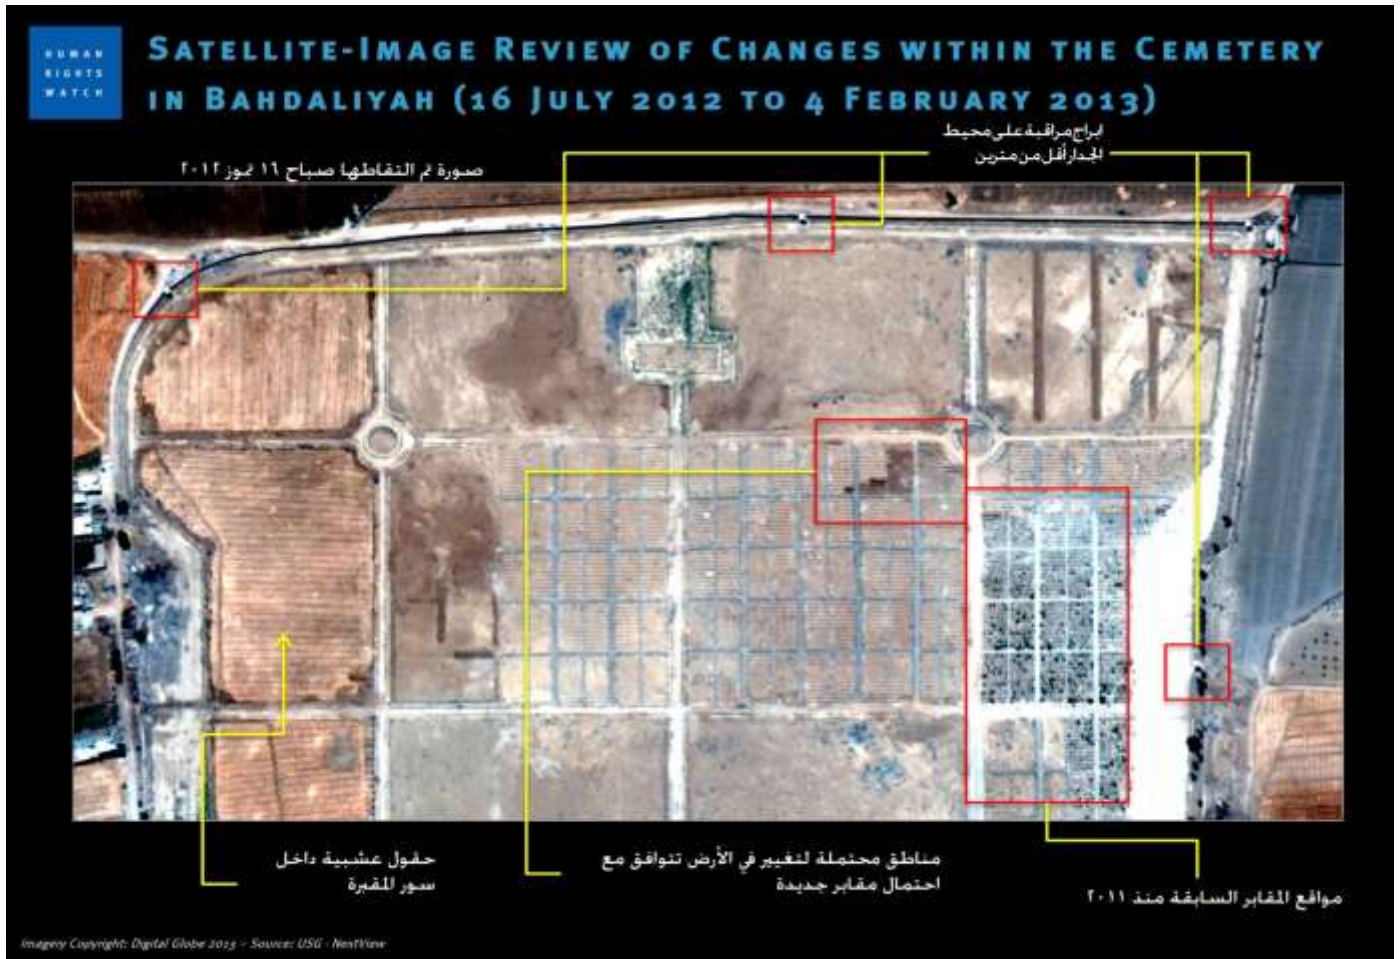 HUMAN
RIGHTS
WATCH
SATELLITE-IMAGE REVIEW OF CHANGES WITHIN THE CEMETERY
IN BAHDALIYAH (16 JULY 2012 TO 4 FEBRUARY 2013)
ابراج مراقبة على محيط
الجدار أقل من مترين
صورة تم التقاطها صباح ١٦ تموز ٢٠١٢
حقول عشبية داخل
سور المقبرة
مناطق محتملة لتغيير في الأرض تتوافق مع
احتمال مقابر جديدة
مواقع المقابر السابقة منذ ٢٠١١
Imagery Copyright: Digital Globe 2013 – Source: USG - NextView